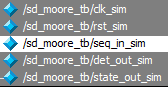 /sd_moore_tb/clk_sim
/sd_moore_tb/rst_sim
/sd_moore_tb/seq_in_sim
/sd_moore_tb/det_out_sim
/sd_moore_tb/state_out_sim